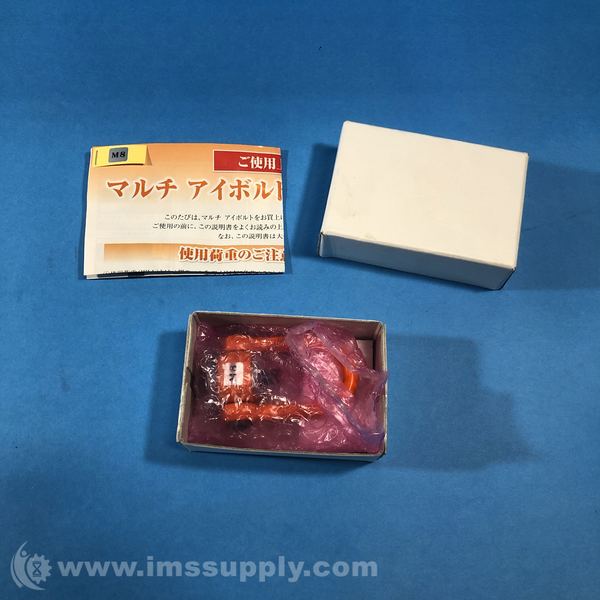 M8
ご使用
マルチ アイボルト
このたびは、マルチ アイボルトをお買上
ご使用の前に、この説明書をよくお読みの上
なお、この説明書は大
使用荷重のご注意
www.imssupply.com